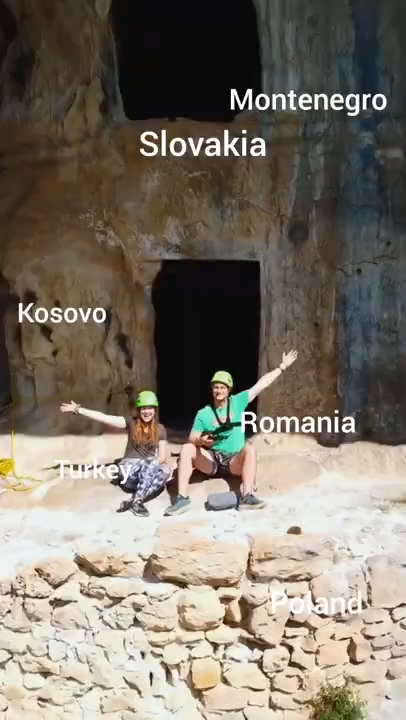 Montenegro
Slovakia
Kosovo
Romania
Turkey
Poland